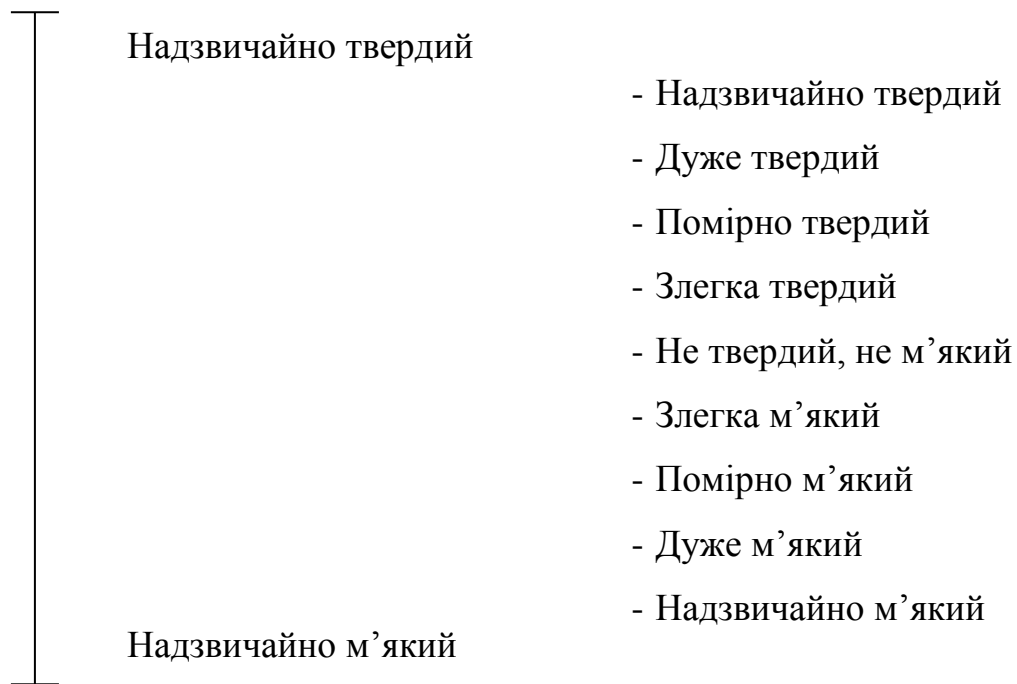 Надзвичайно твердий
- Надзвичайно твердий
- Дуже твердий
- Помірно твердий
- Злегка твердий
- Не твердий, не м’який
- Злегка м’який
- Помірно м’який
- Дуже м’який
- Надзвичайно м’який
Надзвичайно м’який